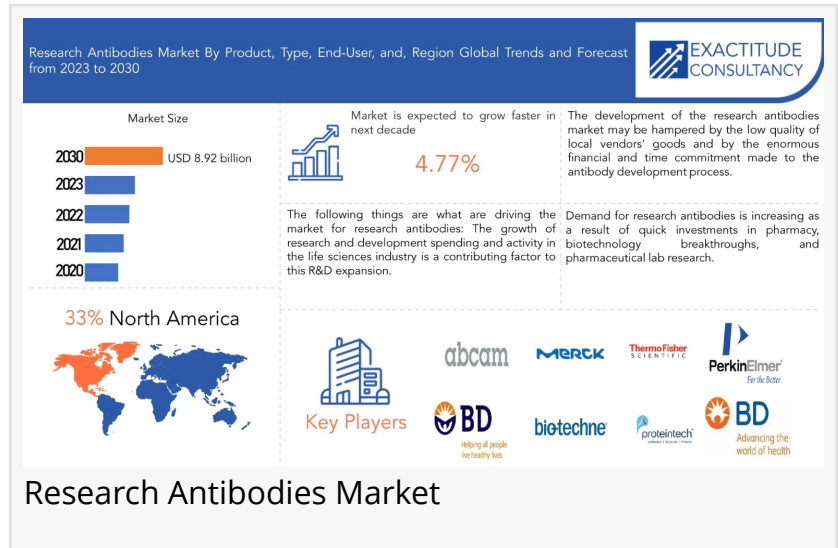 Research Antibodies Market By Product, Type, End-User, and, Region Global Trends and Forecast
from 2023 to 2030
EXACTITUDE
CONSULTANCY
Market Size
2030
USD 8.92 billion
2023
2022
2021
2020
Market is expected to grow faster in
next decade
4.77%
The development of the research antibodies
market may be hampered by the low quality of
local vendors' goods and by the enormous
financial and time commitment made to the
antibody development process.
The following things are what are driving the
market for research antibodies: The growth of
research and development spending and activity in
the life sciences industry is a contributing factor to
this R&D expansion.
Demand for research antibodies is increasing as
a result of quick investments in pharmacy,
biotechnology breakthroughs, and
pharmaceutical lab research.
33% North America
Key Players
abcam
MERCK
ThermoFisher
SCIENTIFIC
PerkinElmer
For the Better
BD
Helping all people
live healthy lives
biotechne
proteintech
BD
Advancing the
world of health
Research Antibodies Market